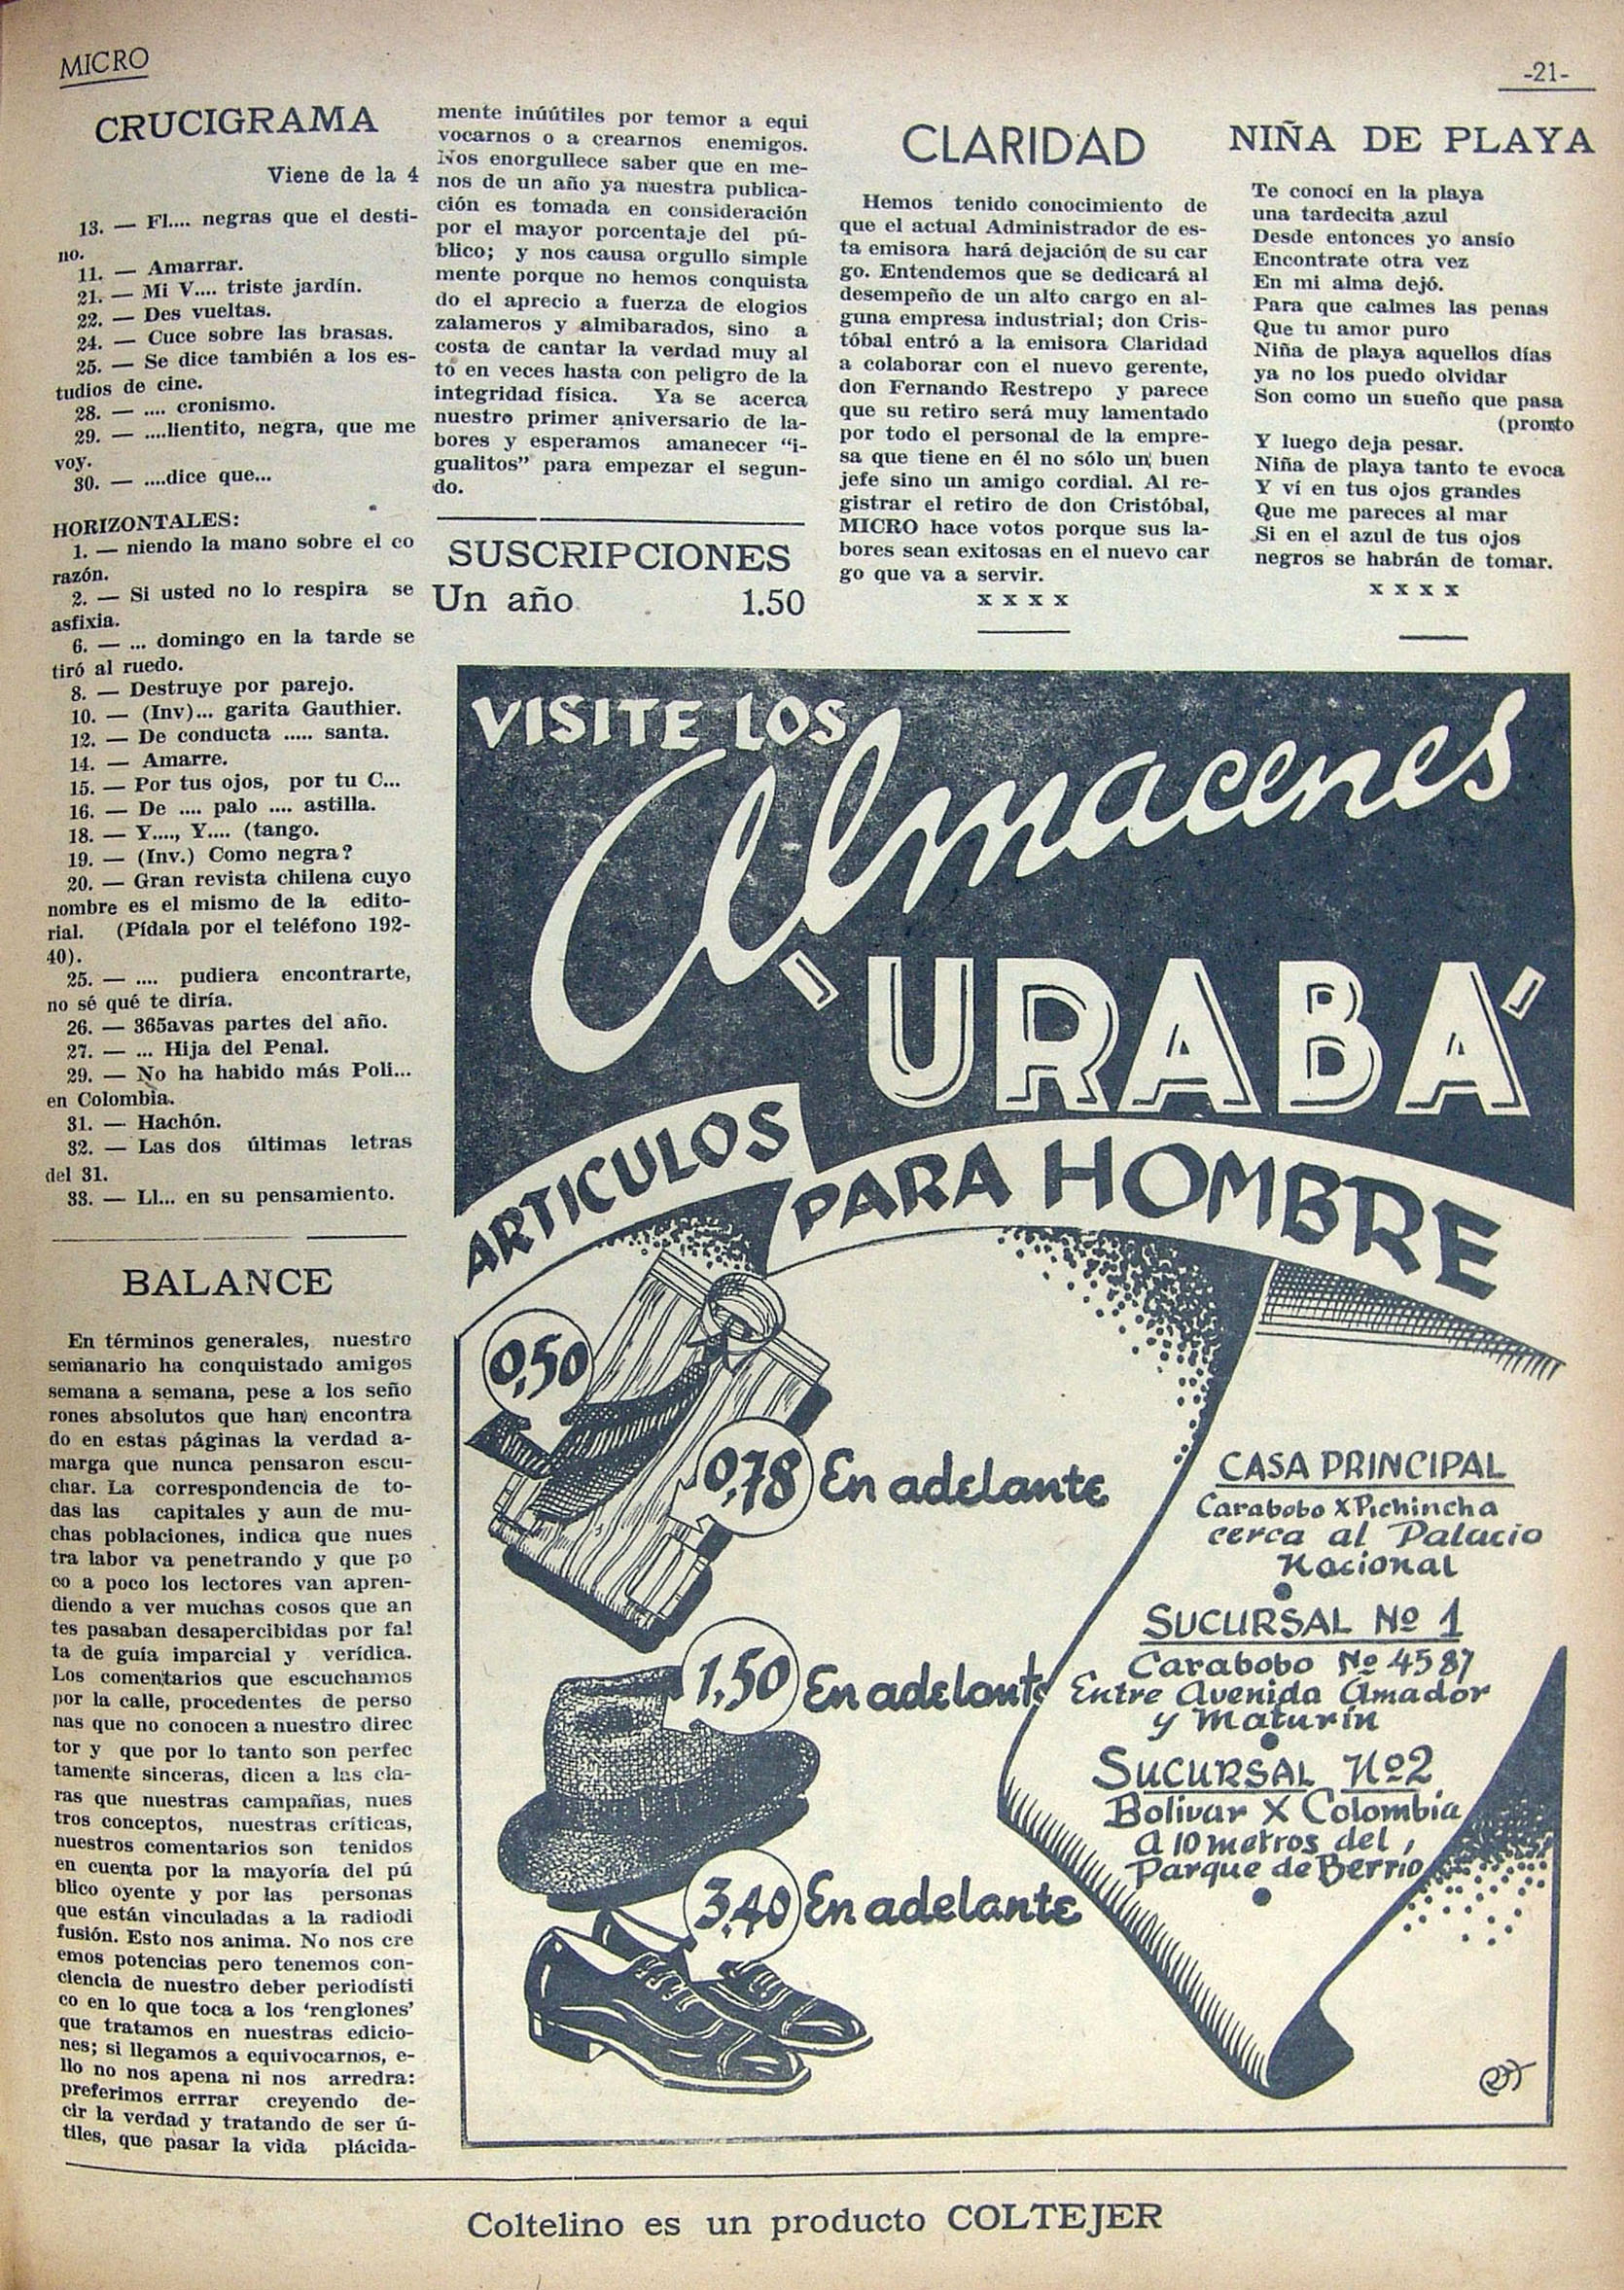 MICRO
-21-
CRUCIGRAMA
Viene de la 4
13. — Fl.... negras que el desti-
no.
11. — Amarrar.
21. — Mi V.... triste jardín.
22. — Des vueltas.
24. — Cuce sobre las brasas.
25. — Se dice también a los es-
tudios de cine.
28. — .... cronismo.
29. — ....lientito, negra, que me
voy.
30. — ....dice que...
HORIZONTALES:
1. — niendo la mano sobre el co
razón.
2. — Si usted no lo respira se
asfixia.
6. — ... domingo en la tarde se
tiró al ruedo.
8. — Destruye por parejo.
10. — (Inv)... garita Gauthier.
12. — De conducta ..... santa.
14. — Amarre.
15. — Por tus ojos, por tu C...
16. — De .... palo .... astilla.
18. — Y...., Y.... (tango.
19. — (Inv.) Como negra?
20. — Gran revista chilena cuyo
nombre es el mismo de la edito-
rial. (Pídala por el teléfono 192-
40).
25. — .... pudiera encontrarte,
no sé qué te diría.
26. — 365avas partes del año.
27. — ... Hija del Penal.
29. — No ha habido más Poli...
en Colombia.
31. — Hachón.
32. — Las dos últimas letras
del 31.
33. — Ll... en su pensamiento.
BALANCE
En términos generales, nuestro
semanario ha conquistado amigos
semana a semana, pese a los seño
rones absolutos que han encontra
do en estas páginas la verdad a-
marga que nunca pensaron escu-
char. La correspondencia de to-
das las capitales y aun de mu-
chas poblaciones, indica que nues
tra labor va penetrando y que po
co a poco los lectores van apren-
diendo a ver muchas cosos que an
tes pasaban desapercibidas por fal
ta de guía imparcial y verídica.
Los comentarios que escuchamos
por la calle, procedentes de perso
nas que no conocen a nuestro direc
tor y que por lo tanto son perfec
tamente sinceras, dicen a las cla-
ras que nuestras campañas, nues
tros conceptos, nuestras críticas,
nuestros comentarios son tenidos
en cuenta por la mayoría del pú
blico oyente y por las personas
que están vinculadas a la radiodi
fusión. Esto nos anima. No nos cre
emos potencias pero tenemos con-
ciencia de nuestro deber periodísti
co en lo que toca a los 'renglones'
que tratamos en nuestras edicio-
nes; si llegamos a equivocarnos, e-
llo no nos apena ni nos arredra:
preferimos errrar creyendo de-
cir la verdad y tratando de ser ú-
tiles, que pasar la vida plácida-
mente inúútiles por temor a equi
vocarnos o a crearnos enemigos.
Nos enorgullece saber que en me-
nos de un año ya nuestra publica-
ción es tomada en consideración
por el mayor porcentaje del pú-
blico; y nos causa orgullo simple
mente porque no hemos conquista
do el aprecio a fuerza de elogios
zalameros y almibarados, sino a
costa de cantar la verdad muy al
to en veces hasta con peligro de la
integridad física. Ya se acerca
nuestro primer aniversario de la-
bores y esperamos amanecer "i-
gualitos" para empezar el segun-
do.
SUSCRIPCIONES
Un año 1.50
CLARIDAD
Hemos tenido conocimiento de
que el actual Administrador de es-
ta emisora hará dejación de su car
go. Entendemos que se dedicará al
desempeño de un alto cargo en al-
guna empresa industrial; don Cris-
tóbal entró a la emisora Claridad
a colaborar con el nuevo gerente,
don Fernando Restrepo y parece
que su retiro será muy lamentado
por todo el personal de la empre-
sa que tiene en él no sólo un buen
jefe sino un amigo cordial. Al re-
gistrar el retiro de don Cristóbal,
MICRO hace votos porque sus la-
bores sean exitosas en el nuevo car
go que va a servir.
x x x x
NIÑA DE PLAYA
Te conocí en la playa
una tardecita azul
Desde entonces yo ansío
Encontrate otra vez
En mi alma dejó.
Para que calmes las penas
Que tu amor puro
Niña de playa aquellos días
ya no los puedo olvidar
Son como un sueño que pasa
(pronto
Y luego deja pesar.
Niña de playa tanto te evoca
Y ví en tus ojos grandes
Que me pareces al mar
Si en el azul de tus ojos
negros se habrán de tomar.
x x x x
VISITE LOS
Almacenes
URABA
ARTICULOS
PARA HOMBRE
0,50
0,78 En adelante
1,50 En adelante
3,40 En adelante
CASA PRINCIPAL
Carabobo X Pichincha
cerca al Palacio
Nacional
SUCURSAL Nº 1
Carabobo Nº 45 87
Entre Avenida Amador
y Maturín
SUCURSAL Nº 2
Bolivar X Colombia
A 10 metros del
Parque de Berrío
Coltelino es un producto COLTEJER